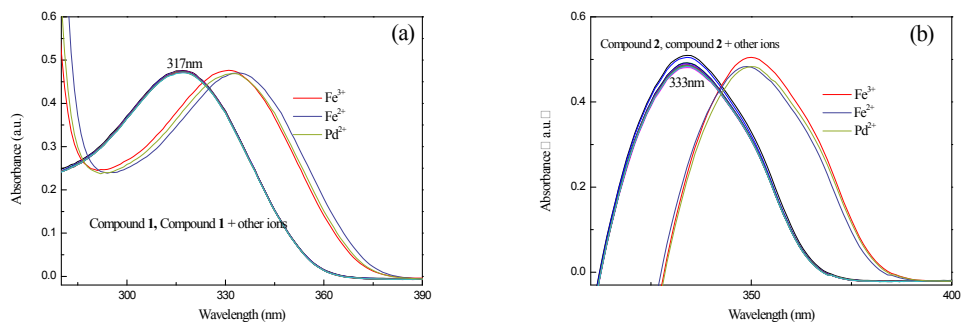 (a)
0.6
0.5
0.4
0.3
0.2
0.1
0.0
Absorbance (a.u.)
317nm
Fe³⁺
Fe²⁺
Pd²⁺
Compound 1, Compound 1 + other ions
300
330
360
390
Wavelength (nm)
(b)
0.6
0.4
0.2
0.0
Absorbance□ a.u.□
Compound 2, compound 2 + other ions
333nm
Fe³⁺
Fe²⁺
Pd²⁺
350
400
Wavelength (nm)